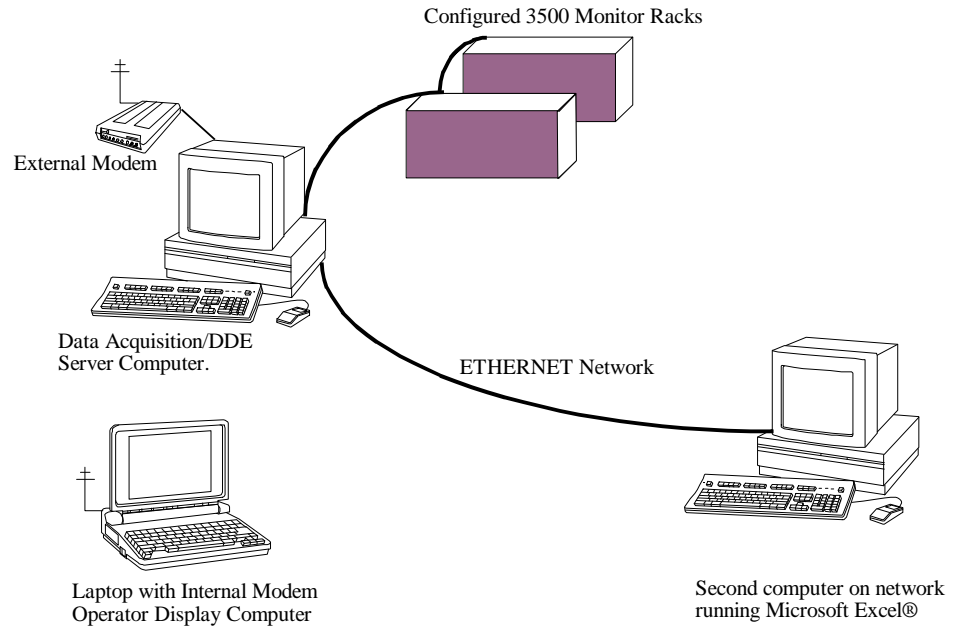 Configured 3500 Monitor Racks
External Modem
Data Acquisition/DDE
Server Computer.
ETHERNET Network
Laptop with Internal Modem
Operator Display Computer
Second computer on network
running Microsoft Excel®